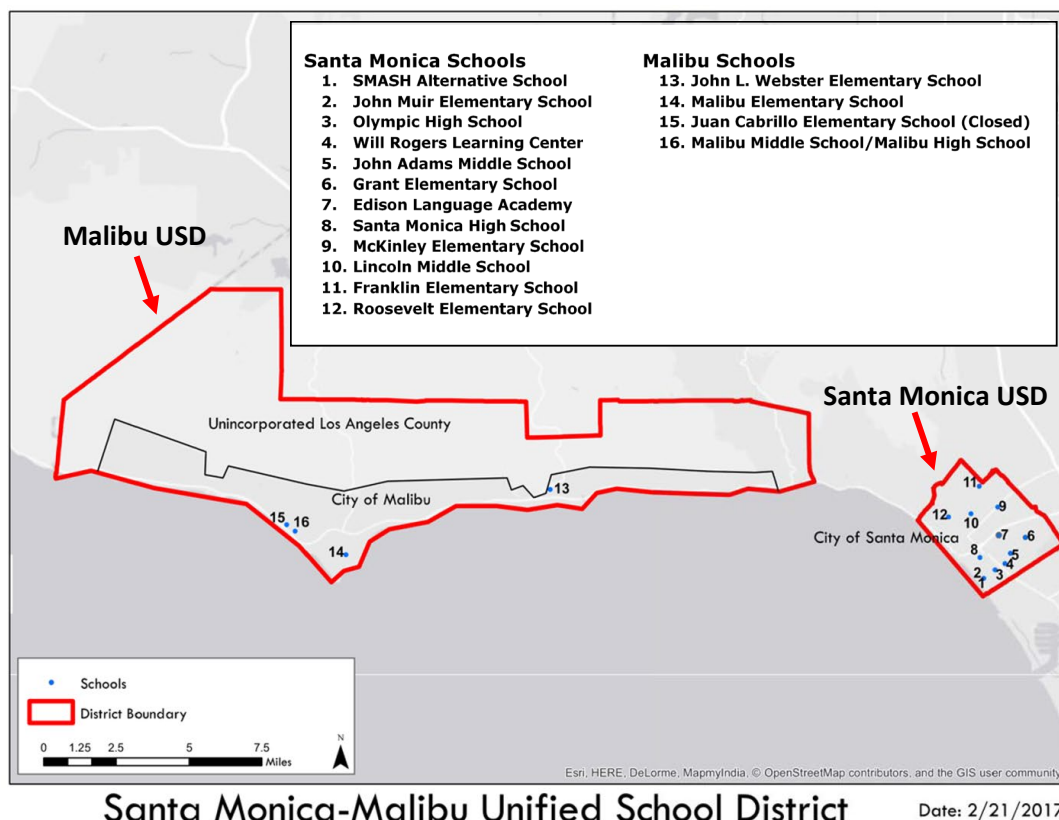 Santa Monica Schools
1. SMASH Alternative School
2. John Muir Elementary School
3. Olympic High School
4. Will Rogers Learning Center
5. John Adams Middle School
6. Grant Elementary School
7. Edison Language Academy
8. Santa Monica High School
9. McKinley Elementary School
10. Lincoln Middle School
11. Franklin Elementary School
12. Roosevelt Elementary School
Malibu Schools
13. John L. Webster Elementary School
14. Malibu Elementary School
15. Juan Cabrillo Elementary School (Closed)
16. Malibu Middle School/Malibu High School
Malibu USD
Santa Monica USD
Unincorporated Los Angeles County
City of Malibu
13
15
16
14
City of Santa Monica
11
9
12
10
7
6
8
5
4
3
2
1
Schools
District Boundary
0 1.25 2.5 5 7.5
Miles
N
Esri, HERE, DeLorme, MapmyIndia, © OpenStreetMap contributors, and the GIS user community
Santa Monica-Malibu Unified School District
Date: 2/21/2017